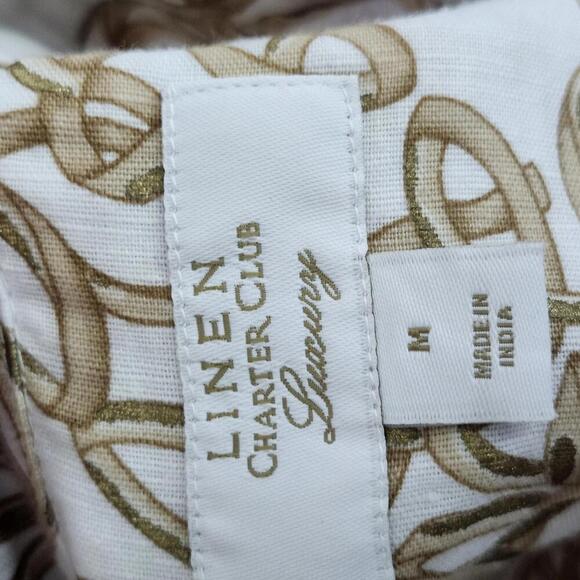 LINEN
CHARTER CLUB
Luxury
M
MADE IN
INDIA